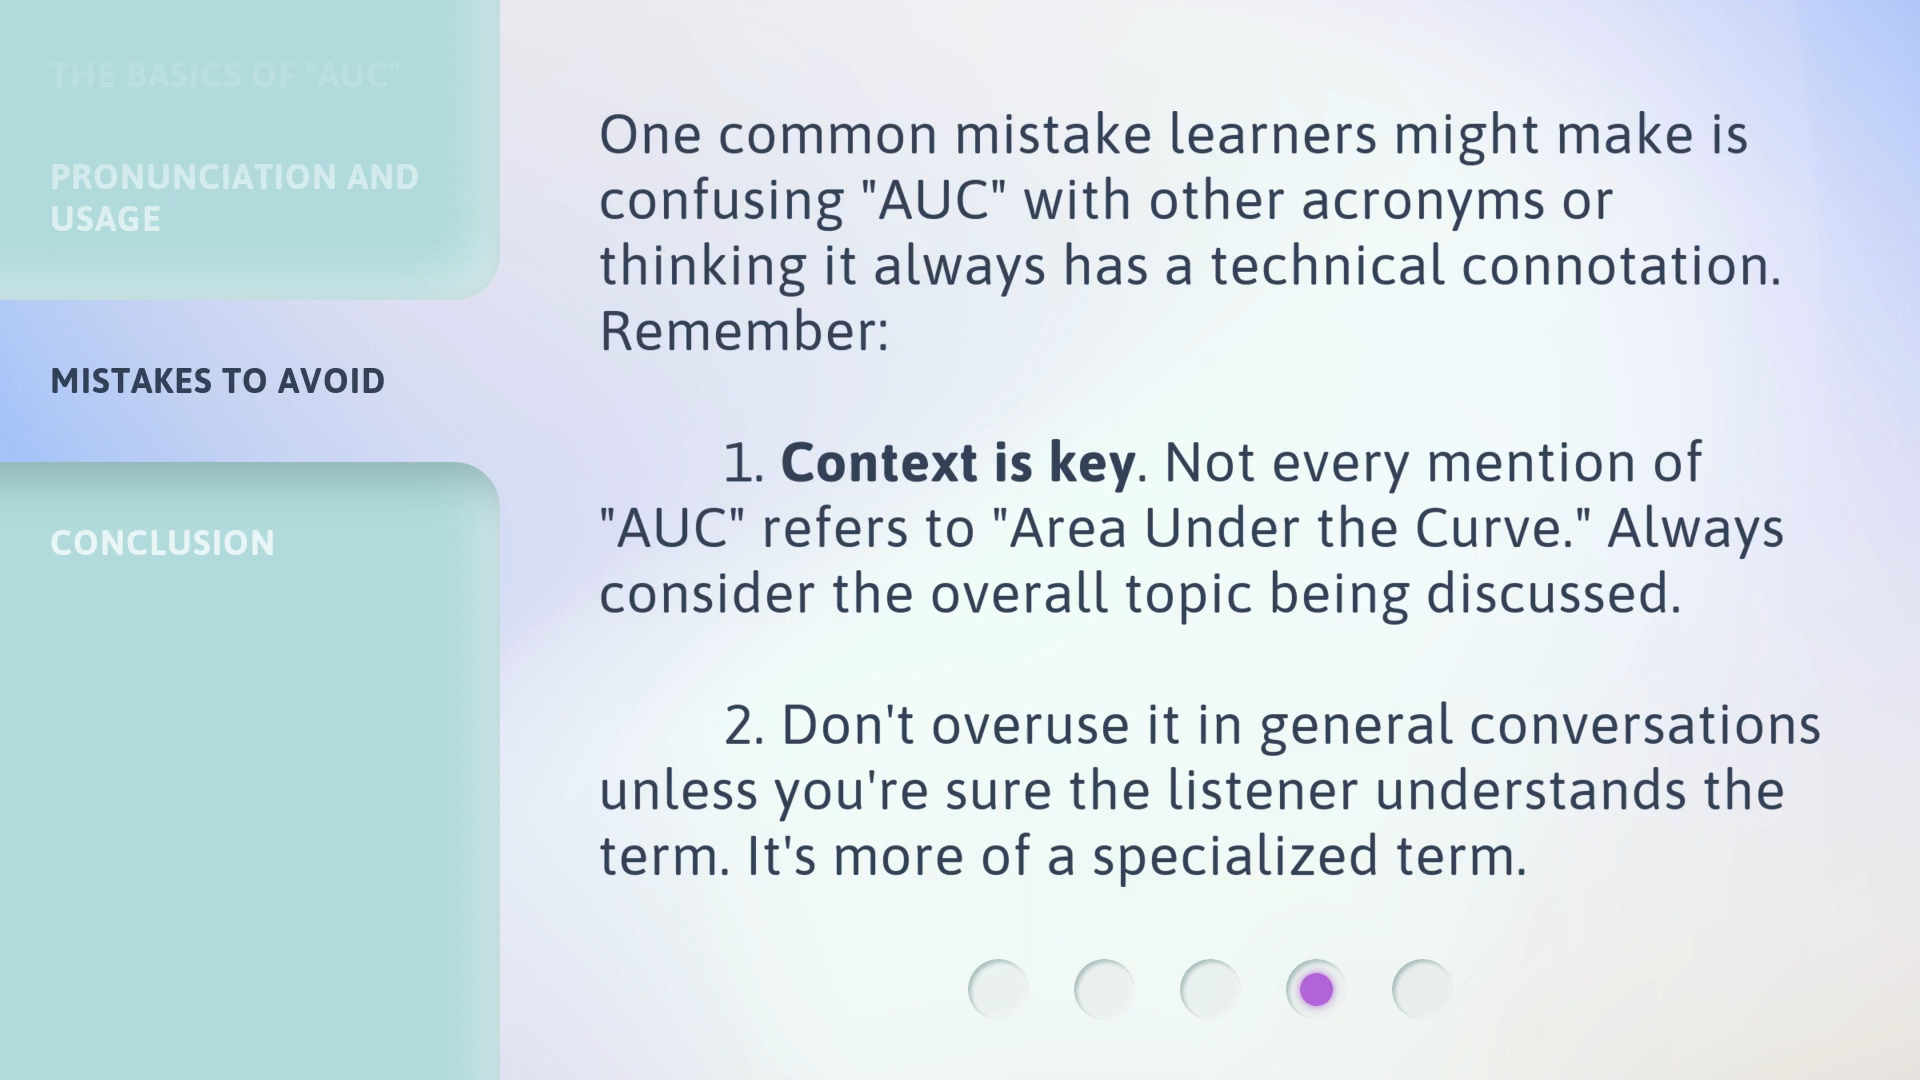 THE BASICS OF "AUC"
PRONUNCIATION AND
USAGE
MISTAKES TO AVOID
CONCLUSION
One common mistake learners might make is
confusing "AUC" with other acronyms or
thinking it always has a technical connotation.
Remember:
1. Context is key. Not every mention of
"AUC" refers to "Area Under the Curve." Always
consider the overall topic being discussed.
2. Don't overuse it in general conversations
unless you're sure the listener understands the
term. It's more of a specialized term.